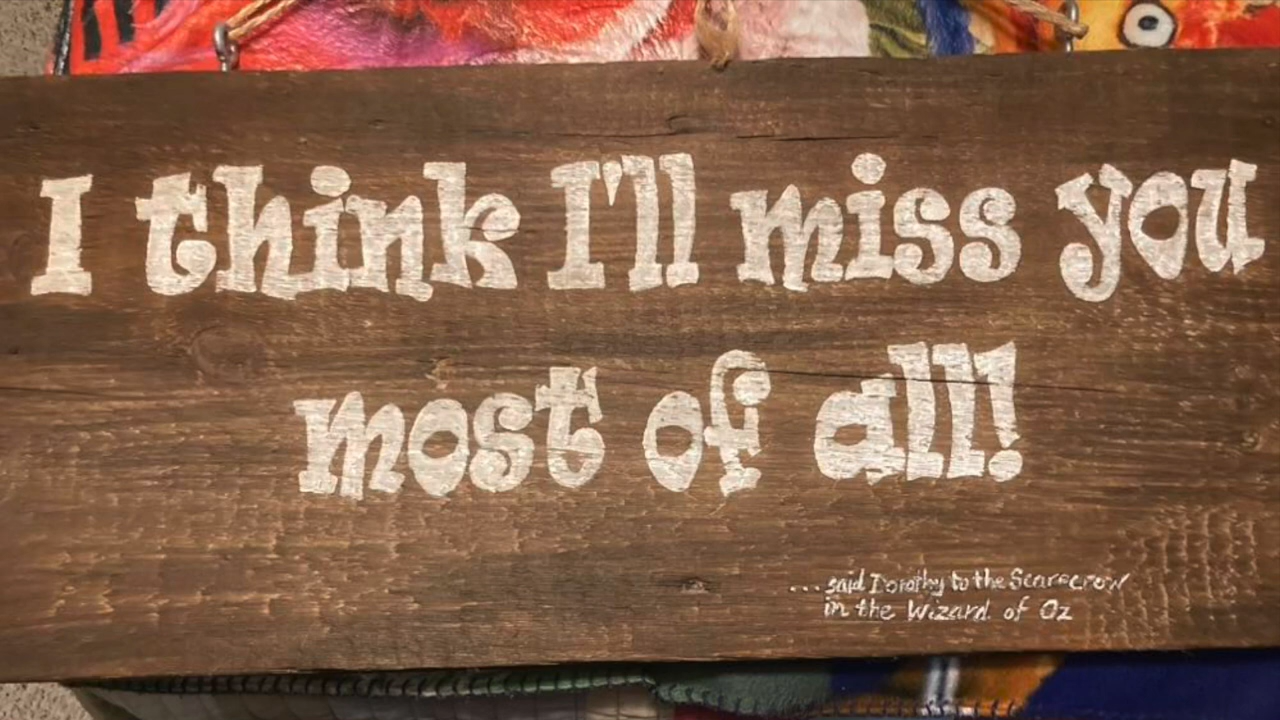 I think I'll miss you
most of all!
...said Dorothy to the Scarecrow
in the Wizard of Oz